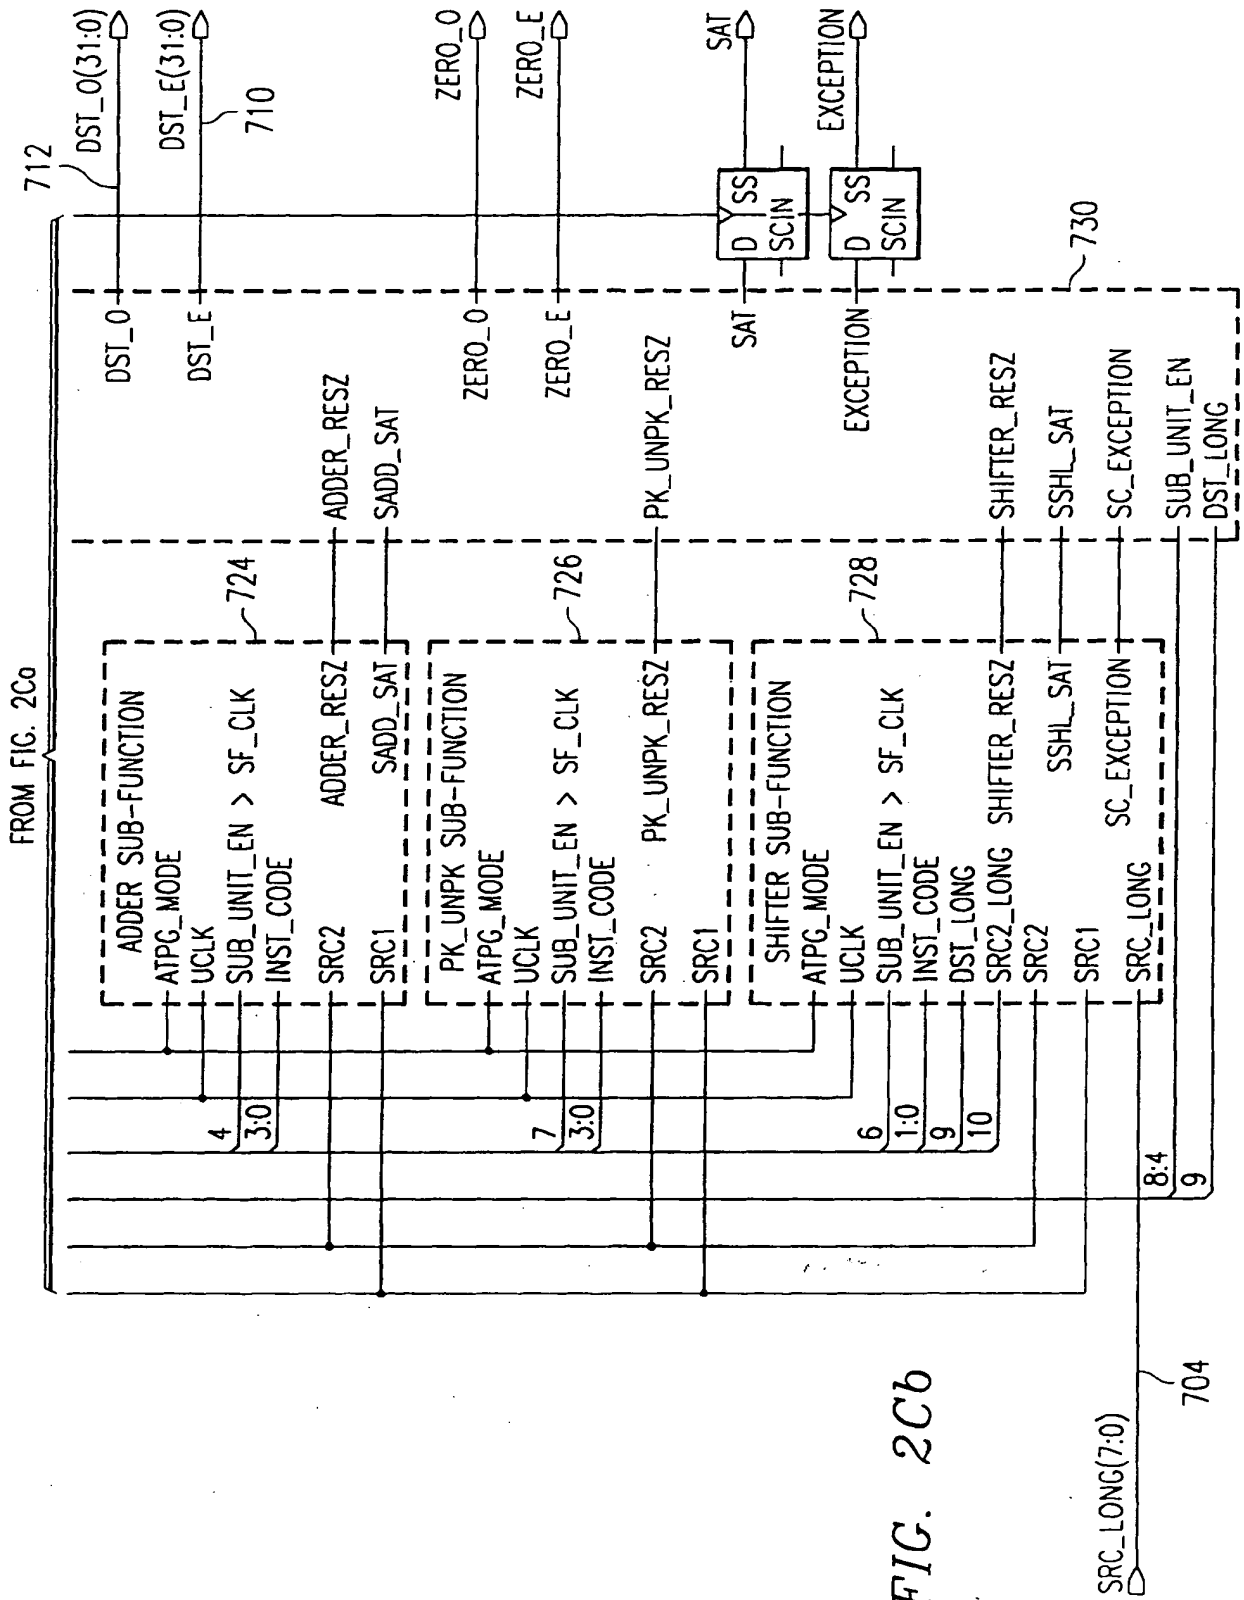 FROM FIG. 2Ca
ADDER SUB-FUNCTION
724
ATPG_MODE
UCLK
4
SUB_UNIT_EN > SF_CLK
3:0
INST_CODE
SRC2
ADDER_RESZ
ADDER_RESZ
SRC1
SADD_SAT
SADD_SAT
PK_UNPK SUB-FUNCTION
726
ATPG_MODE
UCLK
7
SUB_UNIT_EN > SF_CLK
3:0
INST_CODE
SRC2
PK_UNPK_RESZ
PK_UNPK_RESZ
SRC1
SHIFTER SUB-FUNCTION
728
ATPG_MODE
UCLK
6
SUB_UNIT_EN > SF_CLK
1:0
INST_CODE
9
DST_LONG
10
SRC2_LONG
SHIFTER_RESZ
SHIFTER_RESZ
SRC2
SSHL_SAT
SSHL_SAT
SRC1
SC_EXCEPTION
SC_EXCEPTION
SRC_LONG
8:4
SUB_UNIT_EN
9
DST_LONG
SRC_LONG(7:0)
704
DST_O
712
DST_O(31:0)
DST_E
710
DST_E(31:0)
ZERO_O
ZERO_O
ZERO_E
ZERO_E
SAT
D SS
SCIN
SAT
EXCEPTION
D SS
SCIN
EXCEPTION
730
FIG. 2Cb